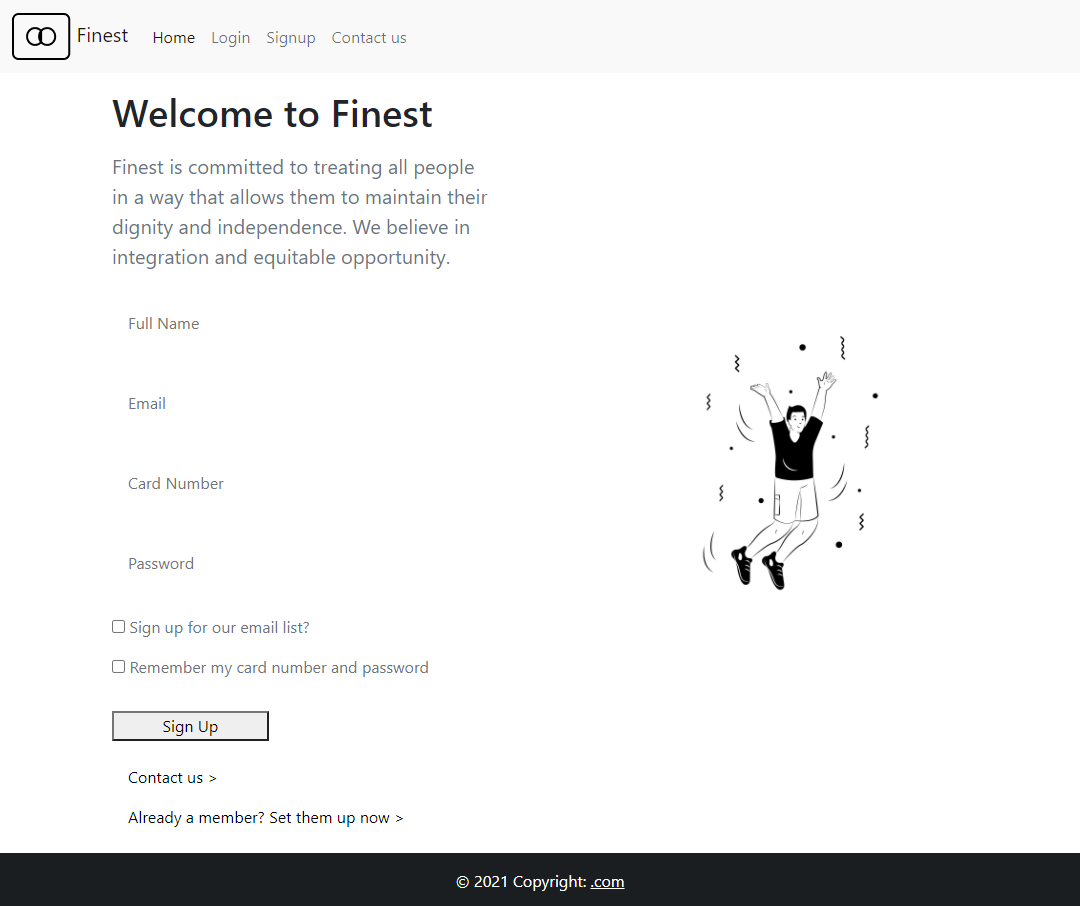 Finest Home Login Signup Contact us
Welcome to Finest
Finest is committed to treating all people
in a way that allows them to maintain their
dignity and independence. We believe in
integration and equitable opportunity.
Full Name
Email
Card Number
Password
Sign up for our email list?
Remember my card number and password
Sign Up
Contact us >
Already a member? Set them up now >
© 2021 Copyright: .com